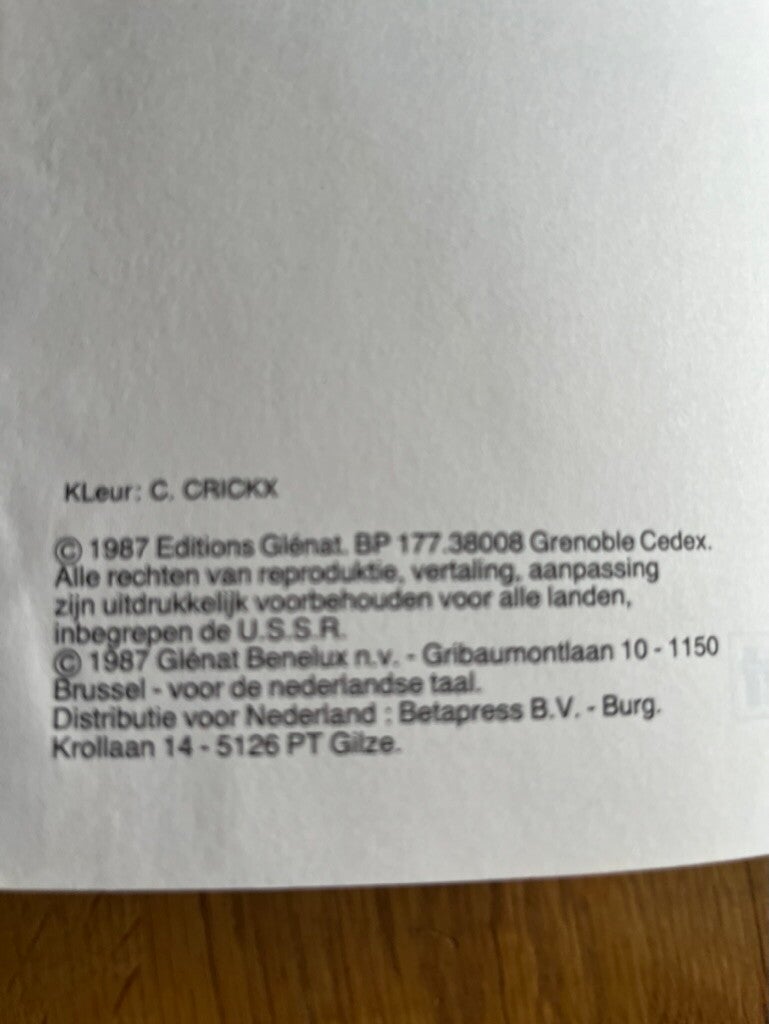 KLeur: C. CRICKX
© 1987 Editions Glénat. BP 177.38008 Grenoble Cedex.
Alle rechten van reproduktie, vertaling, aanpassing
zijn uitdrukkelijk voorbehouden voor alle landen,
inbegrepen de U.S.S.R.
© 1987 Glénat Benelux n.v. - Gribaumontlaan 10 - 1150
Brussel - voor de nederlandse taal.
Distributie voor Nederland : Betapress B.V. - Burg.
Krollaan 14 - 5126 PT Gilze.